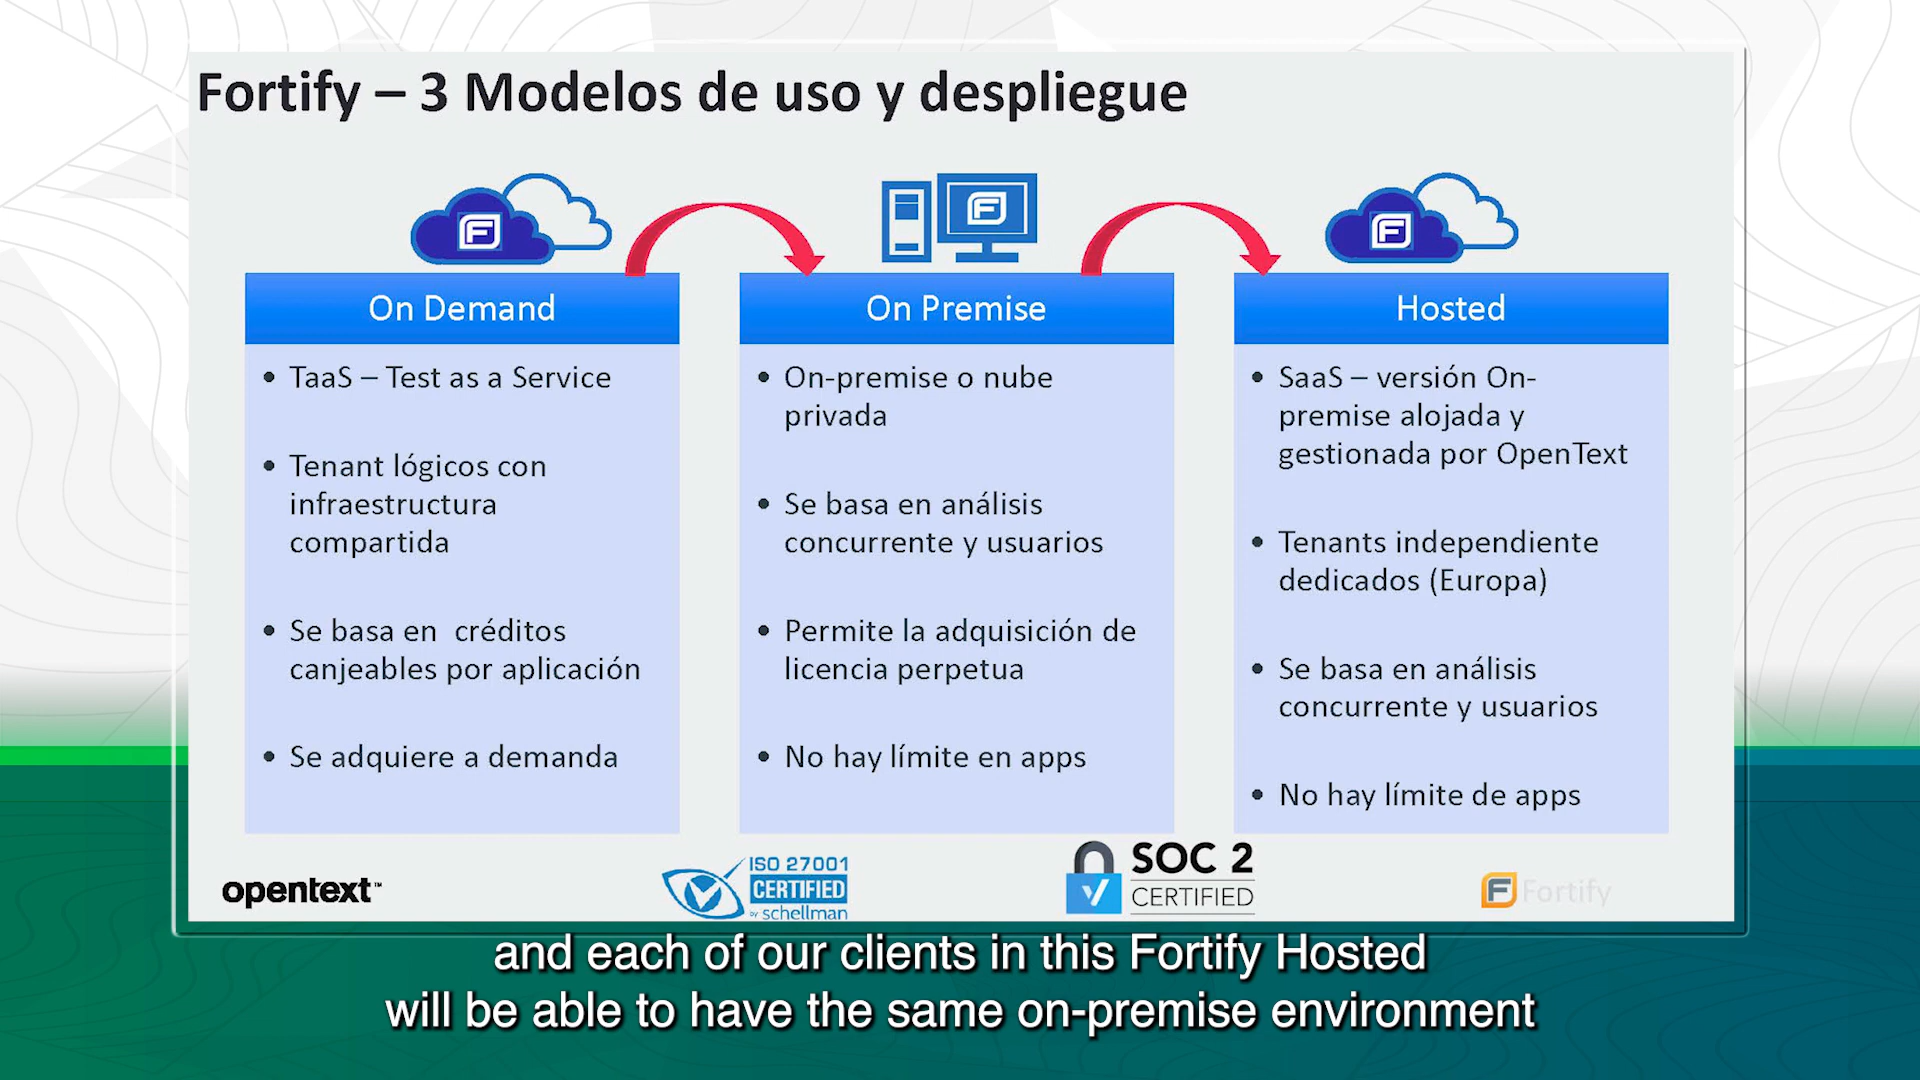 Fortify – 3 Modelos de uso y despliegue
On Demand
• TaaS – Test as a Service
• Tenant lógicos con
infraestructura
compartida
• Se basa en créditos
canjeables por aplicación
• Se adquiere a demanda
On Premise
• On-premise o nube
privada
• Se basa en análisis
concurrente y usuarios
• Permite la adquisición de
licencia perpetua
• No hay límite en apps
Hosted
• SaaS – versión On-
premise alojada y
gestionada por OpenText
• Tenants independiente
dedicados (Europa)
• Se basa en análisis
concurrente y usuarios
• No hay límite de apps
opentext™
ISO 27001
CERTIFIED
by schellman
SOC 2
CERTIFIED
Fortify
and each of our clients in this Fortify Hosted
will be able to have the same on-premise environment